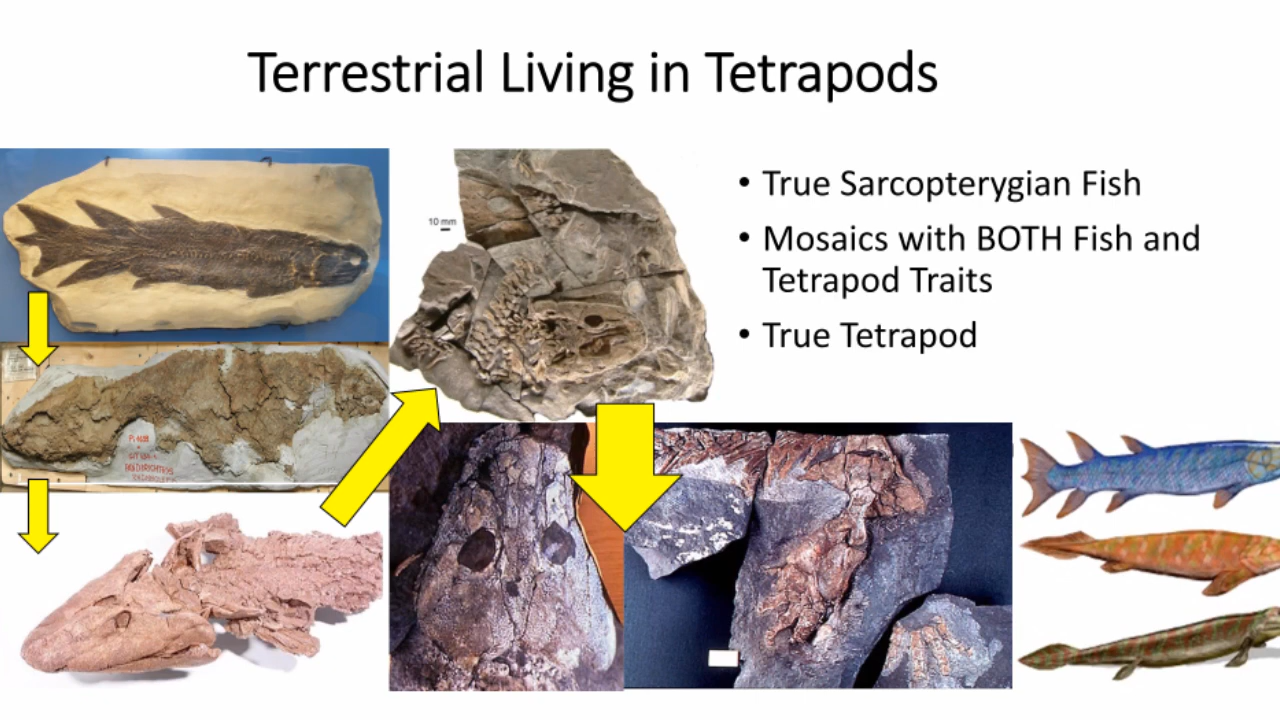 Terrestrial Living in Tetrapods
10 mm
• True Sarcopterygian Fish
• Mosaics with BOTH Fish and
Tetrapod Traits
• True Tetrapod